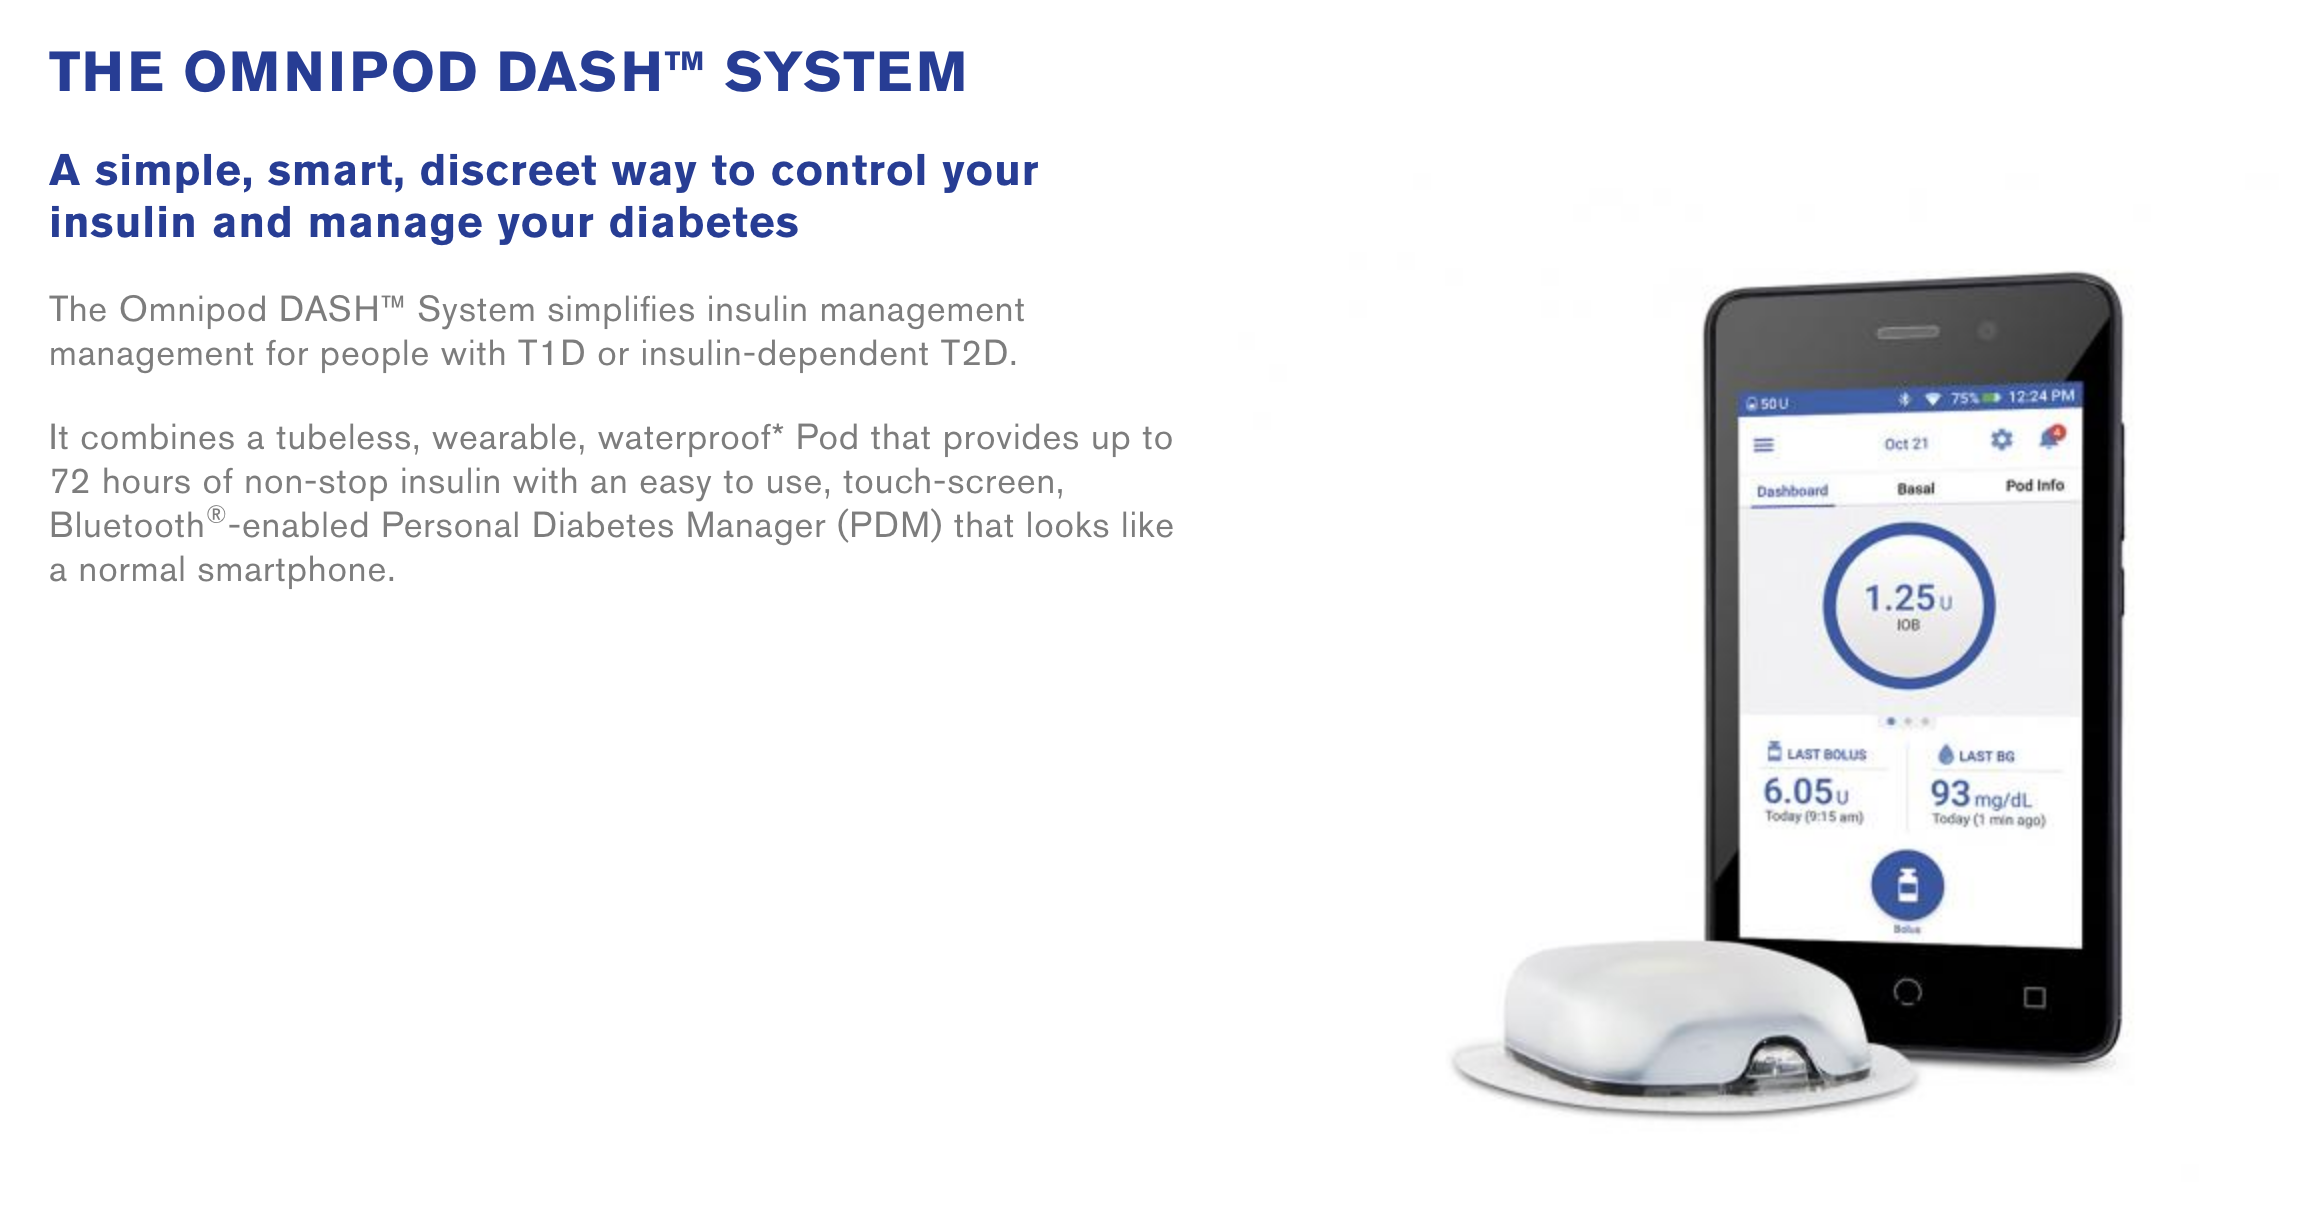 THE OMNIPOD DASH™ SYSTEM
A simple, smart, discreet way to control your
insulin and manage your diabetes
The Omnipod DASH™ System simplifies insulin management
management for people with T1D or insulin-dependent T2D.
It combines a tubeless, wearable, waterproof* Pod that provides up to
72 hours of non-stop insulin with an easy to use, touch-screen,
Bluetooth®-enabled Personal Diabetes Manager (PDM) that looks like
a normal smartphone.
50 U 75% 12:24 PM
Oct 21 4
Dashboard Basal Pod Info
1.25 U
IOB
LAST BOLUS LAST BG
6.05 U 93 mg/dL
Today (9:15 am) Today (1 min ago)
Bolus